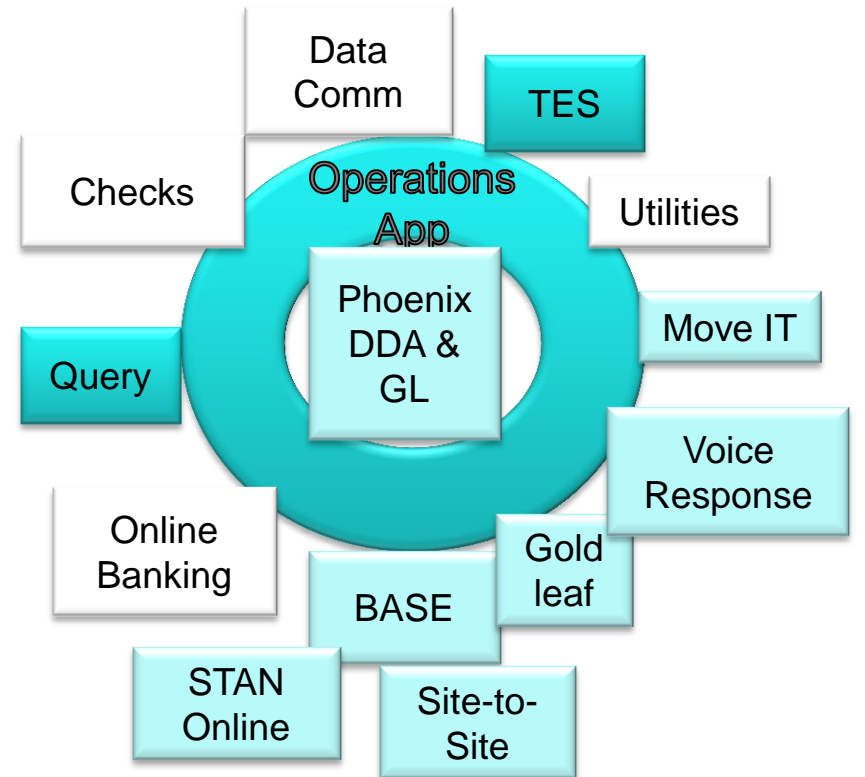 Data
Comm
TES
Checks
Operations
App
Utilities
Phoenix
DDA &
GL
Move IT
Query
Voice
Response
Online
Banking
Gold
leaf
BASE
STAN
Online
Site-to-
Site